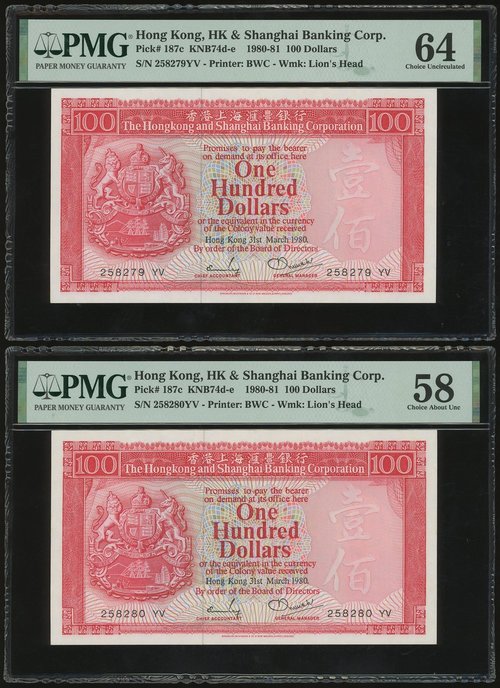 PMG
PAPER MONEY GUARANTY
Hong Kong, HK & Shanghai Banking Corp.
Pick# 187c KNB74d-e 1980-81 100 Dollars
S/N 258279YV - Printer: BWC - Wmk: Lion's Head
64
Choice Uncirculated
100
香港上海滙豐銀行
100
The Hongkong and Shanghai Banking Corporation
Promises to pay the bearer
on demand at its office here
One
Hundred
Dollars
or the equivalent in the currency
of the Colony value received
Hong Kong 31st March 1980.
By order of the Board of Directors
壹佰
258279 YV
258279 YV
CHIEF ACCOUNTANT
GENERAL MANAGER
PMG
PAPER MONEY GUARANTY
Hong Kong, HK & Shanghai Banking Corp.
Pick# 187c KNB74d-e 1980-81 100 Dollars
S/N 258280YV - Printer: BWC - Wmk: Lion's Head
58
Choice About Unc
100
香港上海滙豐銀行
100
The Hongkong and Shanghai Banking Corporation
Promises to pay the bearer
on demand at its office here
One
Hundred
Dollars
or the equivalent in the currency
of the Colony value received
Hong Kong 31st March 1980.
By order of the Board of Directors
壹佰
258280 YV
258280 YV
CHIEF ACCOUNTANT
GENERAL MANAGER